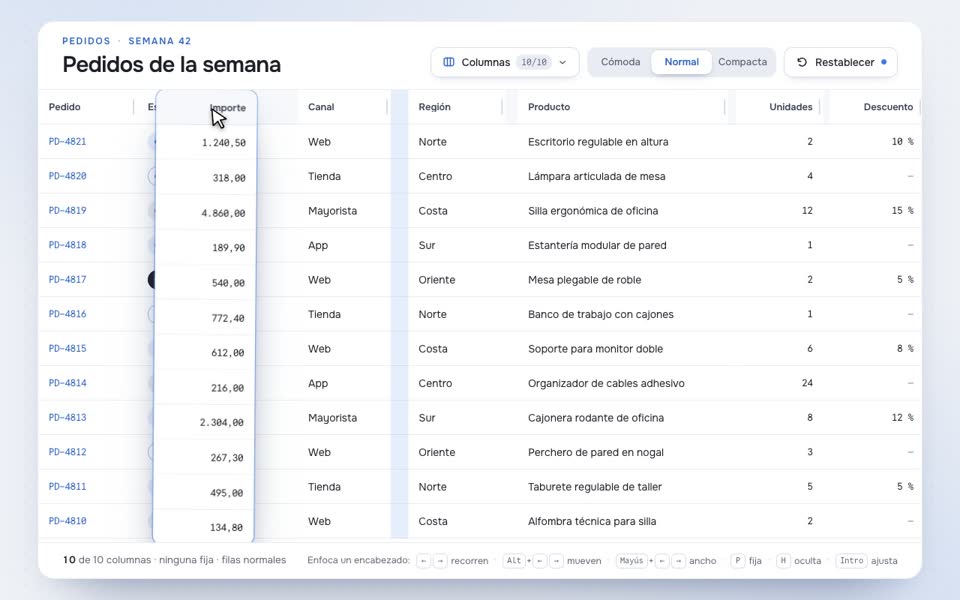 PEDIDOS · SEMANA 42
Pedidos de la semana
Columnas 10/10
Cómoda Normal Compacta
Restablecer
Pedido Es Importe Canal Región Producto Unidades Descuento
PD-4821 1.240,50 Web Norte Escritorio regulable en altura 2 10 %
PD-4820 318,00 Tienda Centro Lámpara articulada de mesa 4 —
PD-4819 4.860,00 Mayorista Costa Silla ergonómica de oficina 12 15 %
PD-4818 189,90 App Sur Estantería modular de pared 1 —
PD-4817 540,00 Web Oriente Mesa plegable de roble 2 5 %
PD-4816 772,40 Tienda Norte Banco de trabajo con cajones 1 —
PD-4815 612,00 Web Costa Soporte para monitor doble 6 8 %
PD-4814 216,00 App Centro Organizador de cables adhesivo 24 —
PD-4813 2.304,00 Mayorista Sur Cajonera rodante de oficina 8 12 %
PD-4812 267,30 Web Oriente Perchero de pared en nogal 3 —
PD-4811 495,00 Tienda Norte Taburete regulable de taller 5 5 %
PD-4810 134,80 Web Costa Alfombra técnica para silla 2 —
10 de 10 columnas · ninguna fija · filas normales Enfoca un encabezado: ← → recorren · Alt + ← → mueven · Mayús + ← → ancho · P fija · H oculta · Intro ajusta